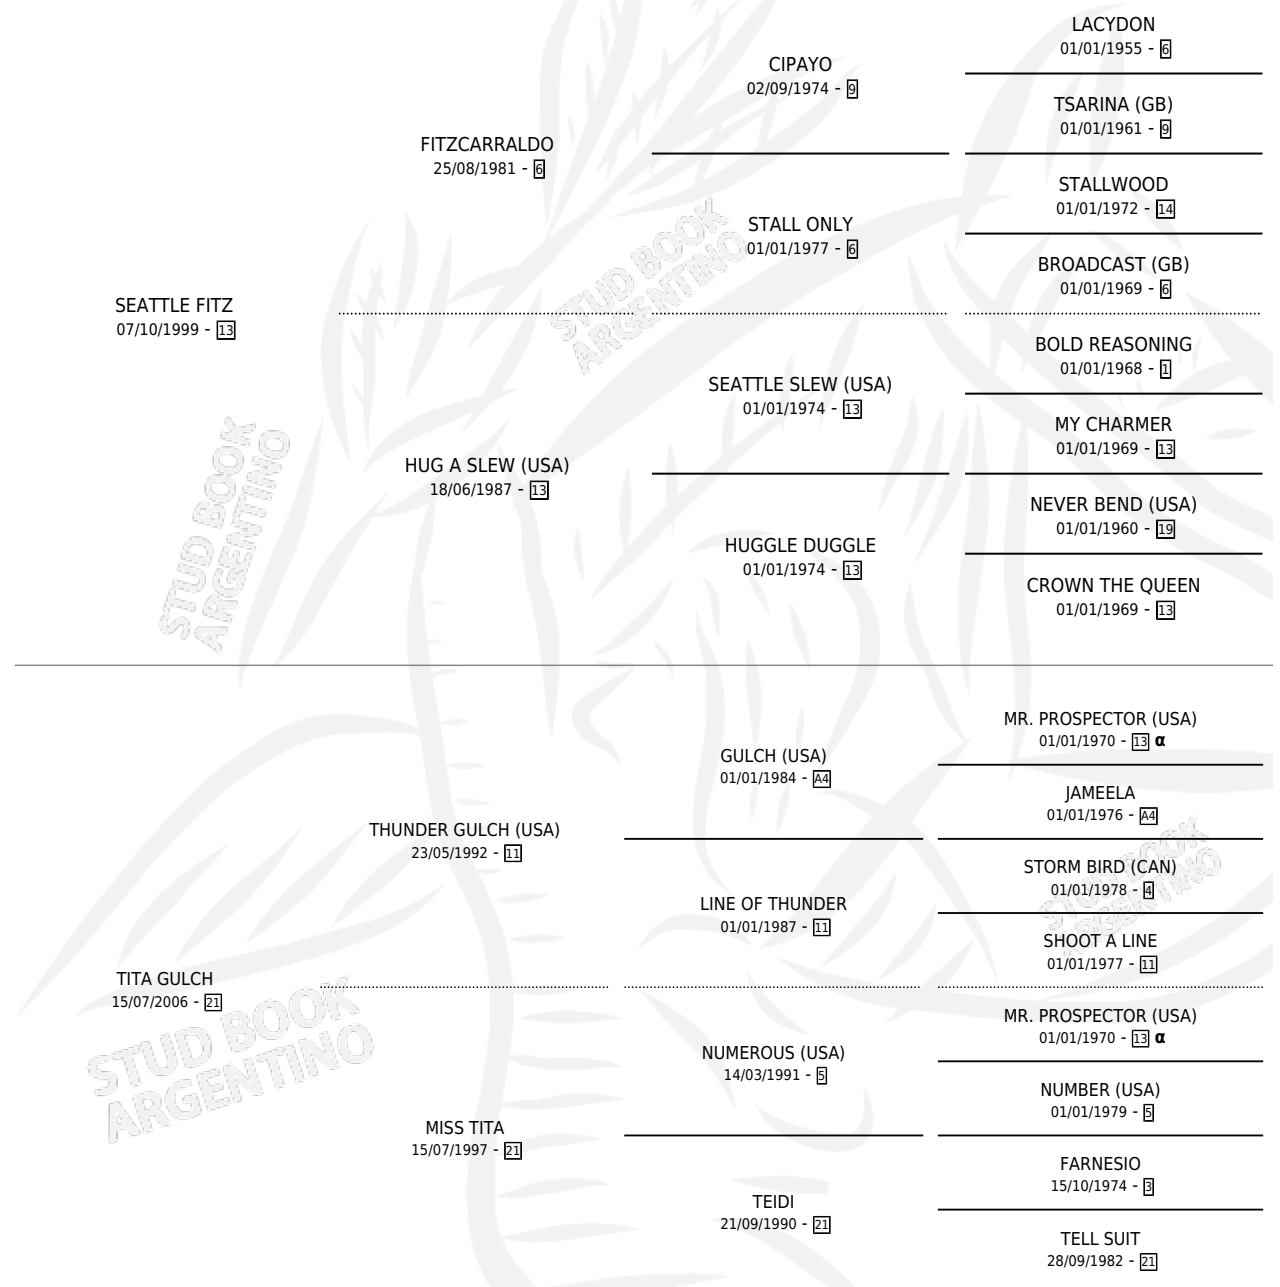 LACYDON
01/01/1955 - 6
CIPAYO
02/09/1974 - 9
TSARINA (GB)
01/01/1961 - 9
FITZCARRALDO
25/08/1981 - 6
STALLWOOD
01/01/1972 - 14
STALL ONLY
01/01/1977 - 6
BROADCAST (GB)
01/01/1969 - 6
SEATTLE FITZ
07/10/1999 - 13
BOLD REASONING
01/01/1968 - 1
SEATTLE SLEW (USA)
01/01/1974 - 13
MY CHARMER
01/01/1969 - 13
HUG A SLEW (USA)
18/06/1987 - 13
NEVER BEND (USA)
01/01/1960 - 19
HUGGLE DUGGLE
01/01/1974 - 13
CROWN THE QUEEN
01/01/1969 - 13
MR. PROSPECTOR (USA)
01/01/1970 - 13 α
GULCH (USA)
01/01/1984 - A4
JAMEELA
01/01/1976 - A4
THUNDER GULCH (USA)
23/05/1992 - 11
STORM BIRD (CAN)
01/01/1978 - 4
LINE OF THUNDER
01/01/1987 - 11
SHOOT A LINE
01/01/1977 - 11
TITA GULCH
15/07/2006 - 21
MR. PROSPECTOR (USA)
01/01/1970 - 13 α
NUMEROUS (USA)
14/03/1991 - 5
NUMBER (USA)
01/01/1979 - 5
MISS TITA
15/07/1997 - 21
FARNESIO
15/10/1974 - 3
TEIDI
21/09/1990 - 21
TELL SUIT
28/09/1982 - 21
STUD BOOK
ARGENTINO
STUD BOOK
ARGENTINO
STUD BOOK
ARGENTINO
STUD BOOK
ARGENTINO